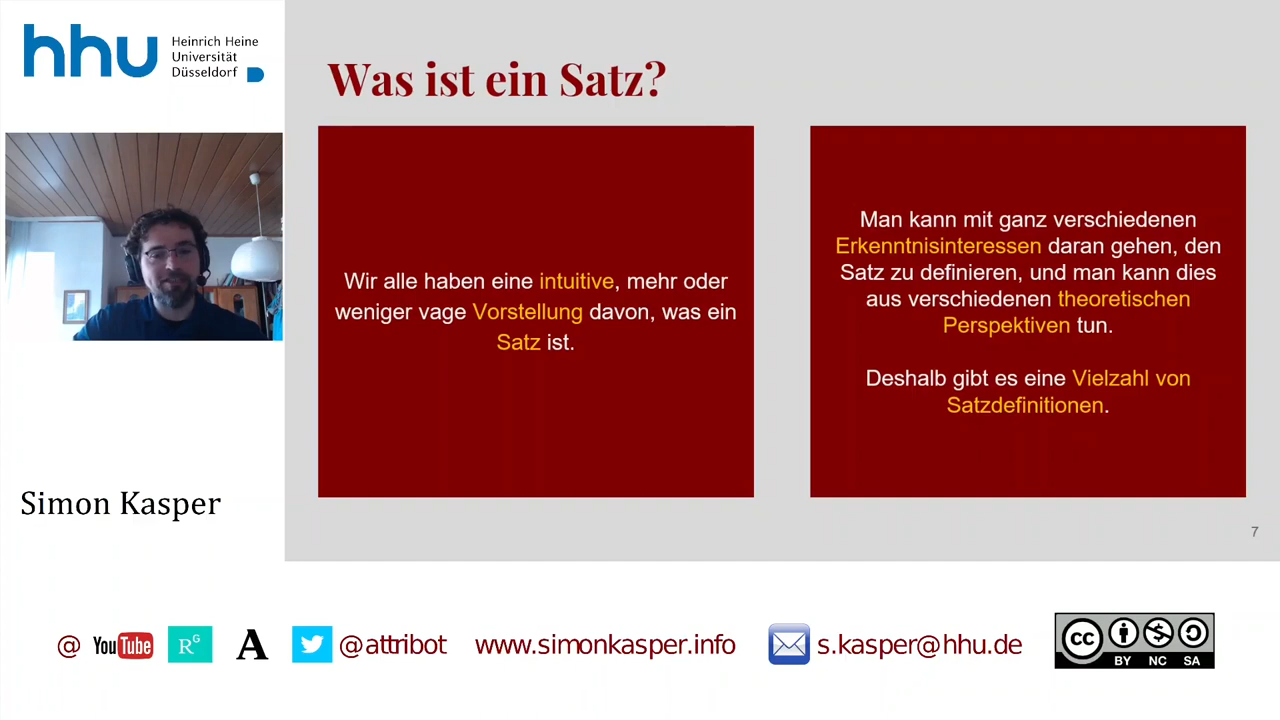 hhu
Heinrich Heine
Universität
Düsseldorf
Was ist ein Satz?
Wir alle haben eine intuitive, mehr oder
weniger vage Vorstellung davon, was ein
Satz ist.
Man kann mit ganz verschiedenen
Erkenntnisinteressen daran gehen, den
Satz zu definieren, und man kann dies
aus verschiedenen theoretischen
Perspektiven tun.
Deshalb gibt es eine Vielzahl von
Satzdefinitionen.
Simon Kasper
7
@ YouTube RG A @attribot www.simonkasper.info s.kasper@hhu.de
cc BY NC SA